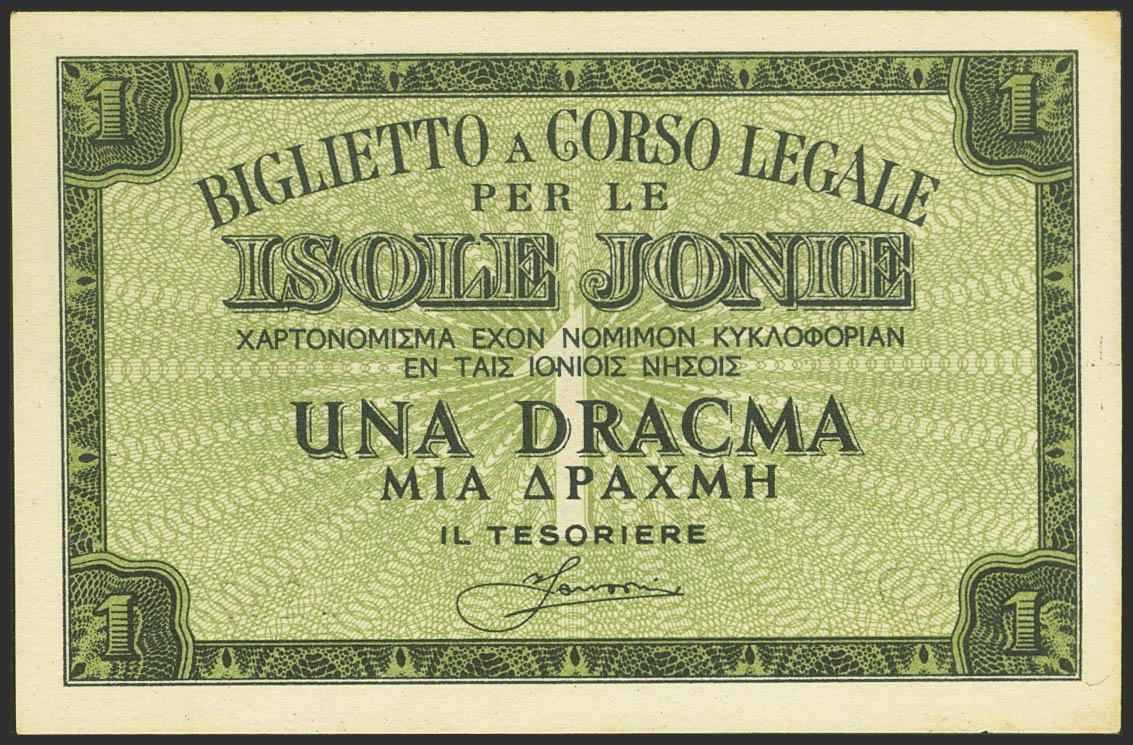 1 1
BIGLIETTO A CORSO LEGALE
PER LE
ISOLE JONIE
ΧΑΡΤΟΝΟΜΙΣΜΑ ΕΧΟΝ ΝΟΜΙΜΟΝ ΚΥΚΛΟΦΟΡΙΑΝ
ΕΝ ΤΑΙΣ ΙΟΝΙΟΙΣ ΝΗΣΟΙΣ
UNA DRACMA
ΜΙΑ ΔΡΑΧΜΗ
IL TESORIERE
1 1